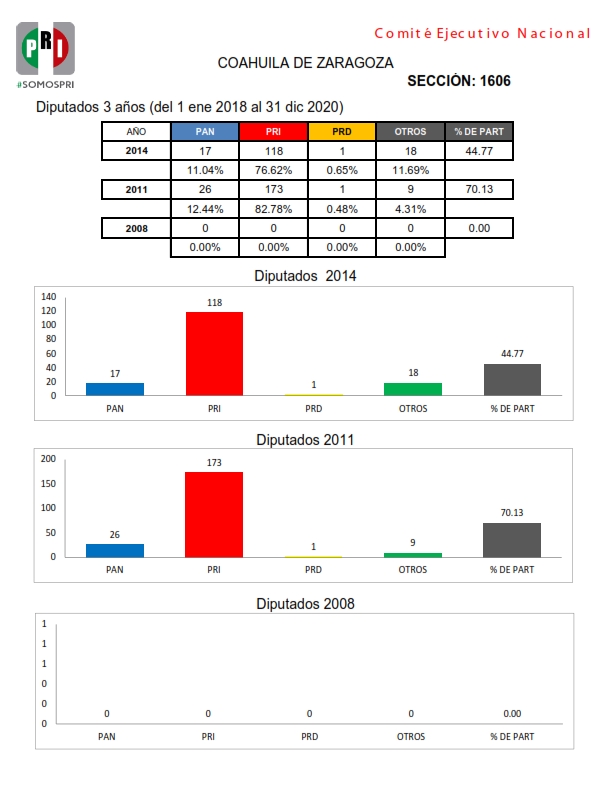 Comité Ejecutivo Nacional
PRI
#SOMOSPRI
COAHUILA DE ZARAGOZA
SECCIÓN: 1606
Diputados 3 años (del 1 ene 2018 al 31 dic 2020)
AÑO PAN PRI PRD OTROS % DE PART
2014 17 118 1 18 44.77
11.04% 76.62% 0.65% 11.69%
2011 26 173 1 9 70.13
12.44% 82.78% 0.48% 4.31%
2008 0 0 0 0 0.00
0.00% 0.00% 0.00% 0.00%
Diputados 2014
140
120
100
80
60
40
20
0
17 118 1 18 44.77
PAN PRI PRD OTROS % DE PART
Diputados 2011
200
150
100
50
0
26 173 1 9 70.13
PAN PRI PRD OTROS % DE PART
Diputados 2008
1
1
1
0
0
0
0 0 0 0 0.00
PAN PRI PRD OTROS % DE PART